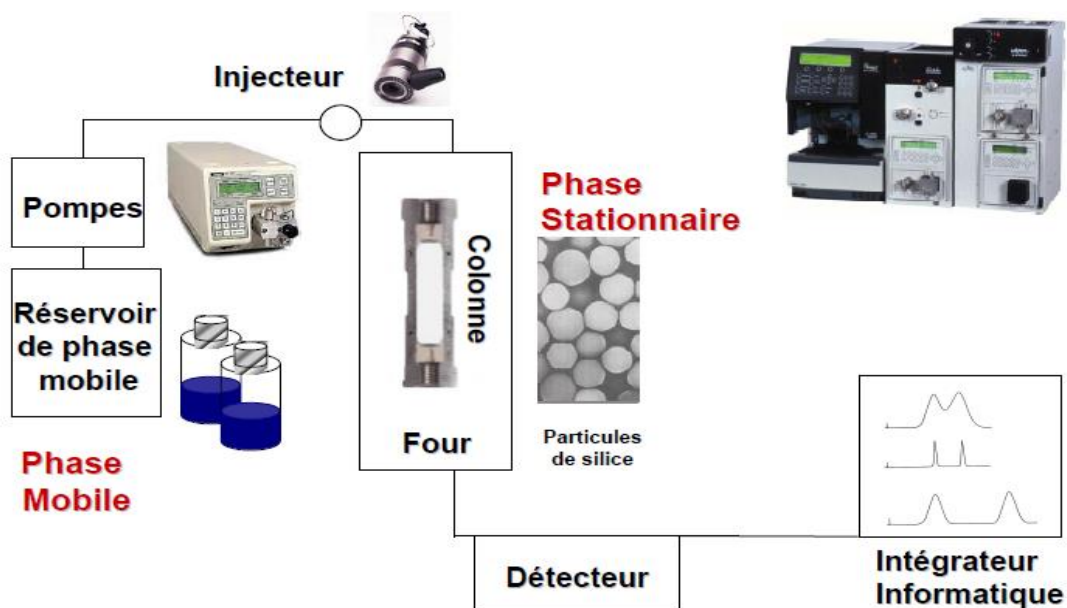 Injecteur
Pompes
Réservoir
de phase
mobile
Phase
Mobile
Colonne
Four
Phase
Stationnaire
Particules
de silice
Détecteur
Intégrateur
Informatique